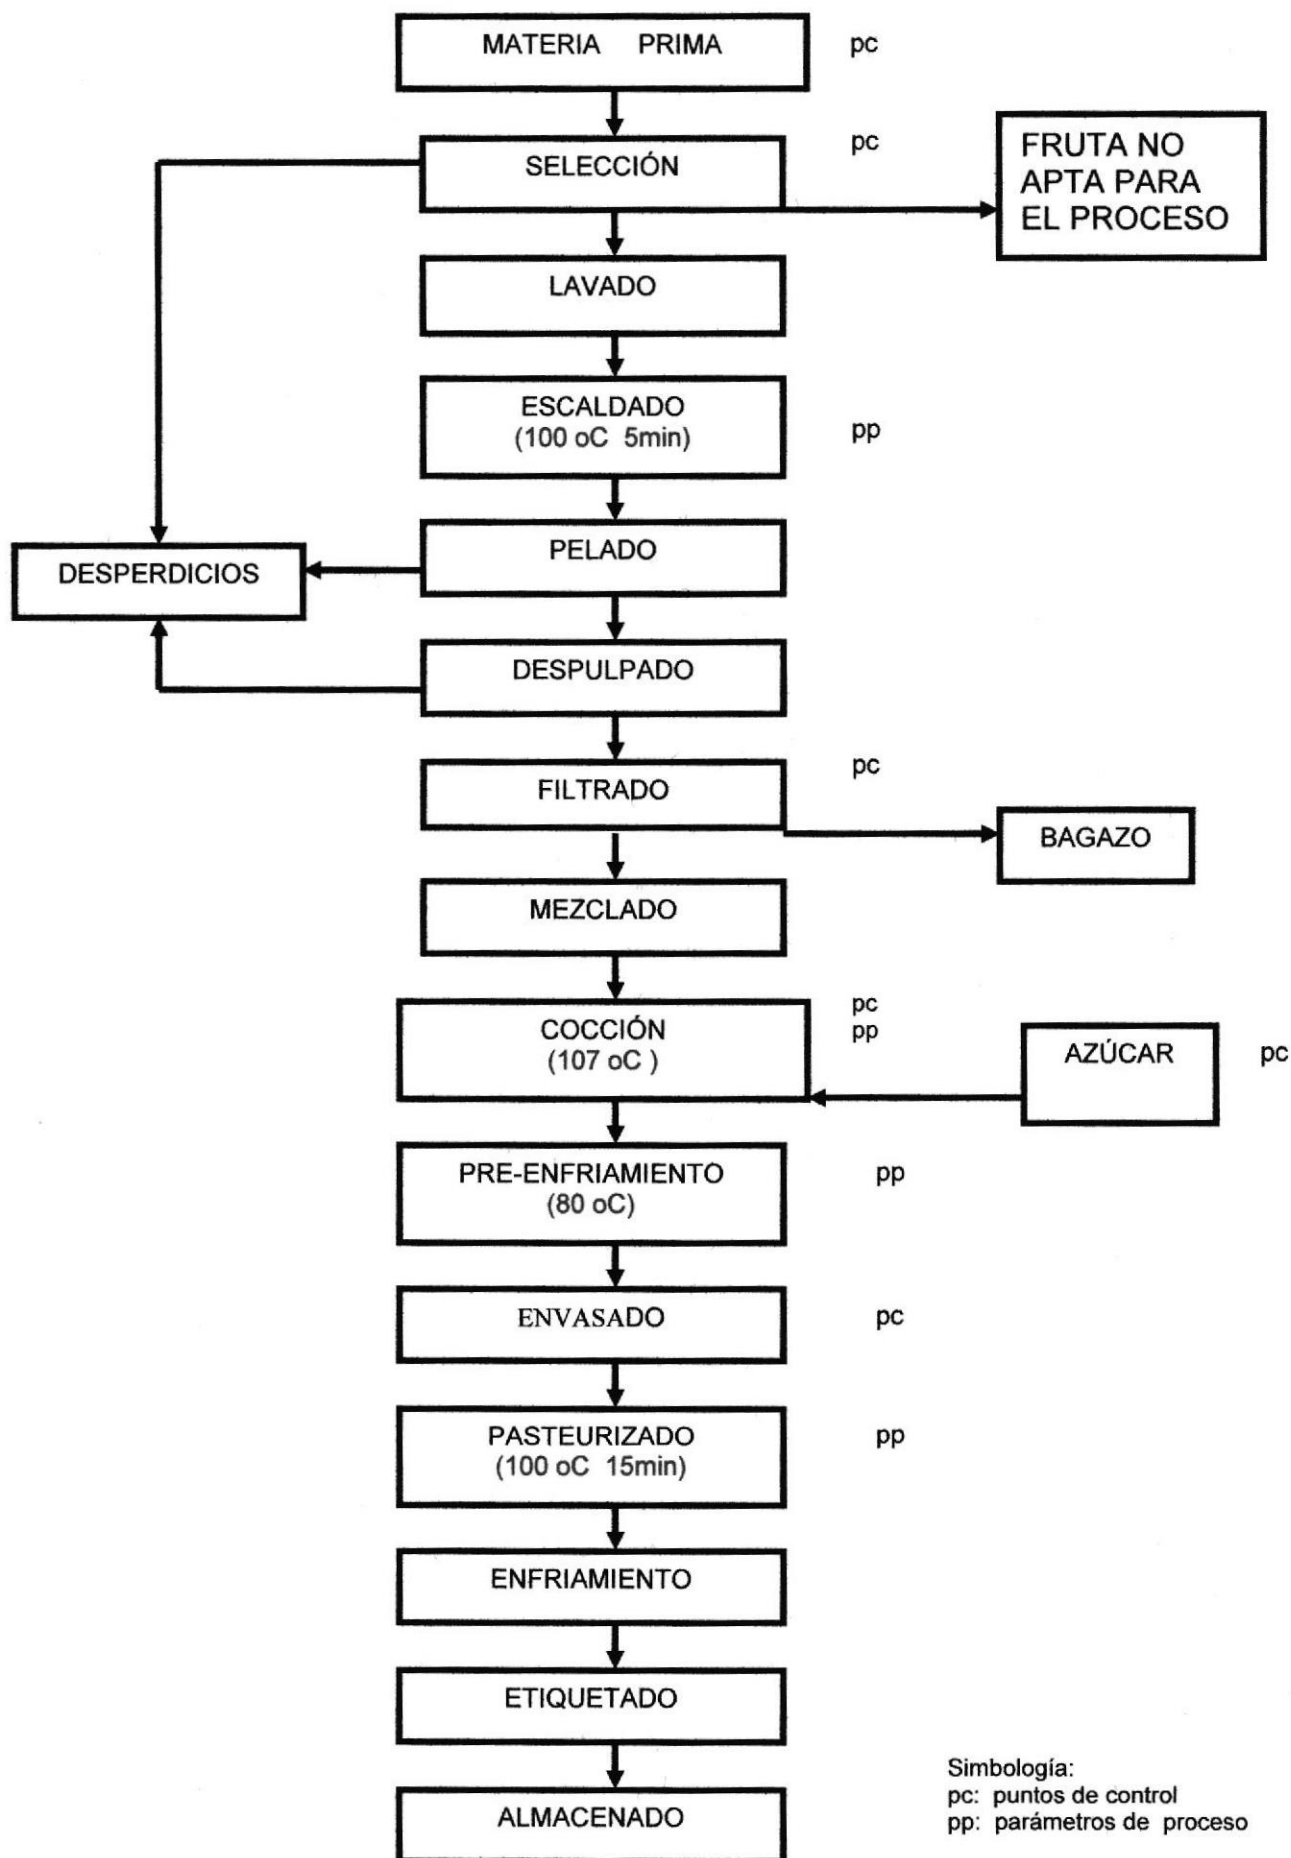 MATERIA PRIMA pc
SELECCIÓN pc
FRUTA NO
APTA PARA
EL PROCESO
LAVADO
ESCALDADO
(100 oC 5min) pp
PELADO
DESPERDICIOS
DESPULPADO
FILTRADO pc
BAGAZO
MEZCLADO
COCCIÓN pc
(107 oC ) pp
AZÚCAR pc
PRE-ENFRIAMIENTO pp
(80 oC)
ENVASADO pc
PASTEURIZADO pp
(100 oC 15min)
ENFRIAMIENTO
ETIQUETADO
ALMACENADO
Simbología:
pc: puntos de control
pp: parámetros de proceso